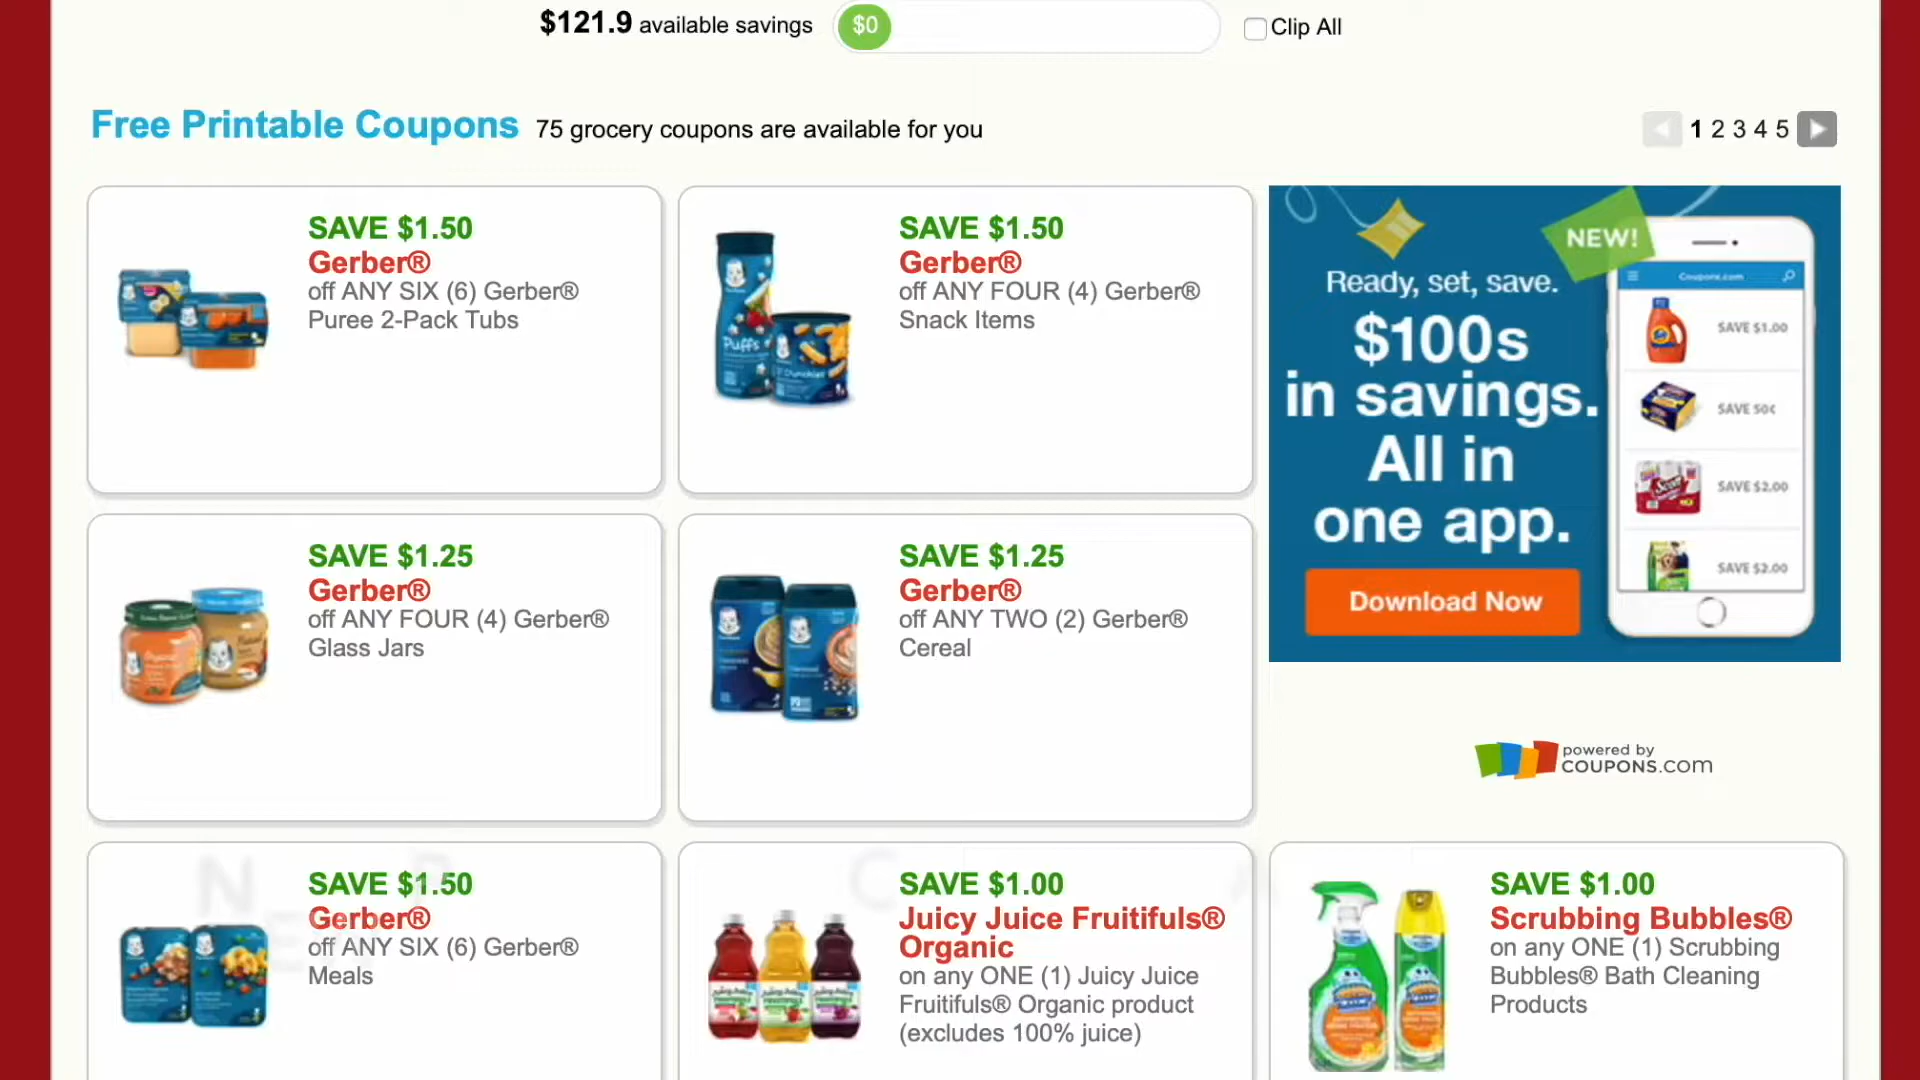 $121.9 available savings
$0
Clip All
Free Printable Coupons 75 grocery coupons are available for you
1 2 3 4 5
SAVE $1.50
Gerber®
off ANY SIX (6) Gerber®
Puree 2-Pack Tubs
SAVE $1.50
Gerber®
off ANY FOUR (4) Gerber®
Snack Items
Puffs
NEW!
Ready, set, save.
$100s
in savings.
All in
one app.
Download Now
Coupons.com
SAVE $1.00
SAVE 50¢
Scott
SAVE $2.00
SAVE $2.00
SAVE $1.25
Gerber®
off ANY FOUR (4) Gerber®
Glass Jars
SAVE $1.25
Gerber®
off ANY TWO (2) Gerber®
Cereal
powered by
COUPONS.com
SAVE $1.50
Gerber®
off ANY SIX (6) Gerber®
Meals
SAVE $1.00
Juicy Juice Fruitifuls®
Organic
on any ONE (1) Juicy Juice
Fruitifuls® Organic product
(excludes 100% juice)
SAVE $1.00
Scrubbing Bubbles®
on any ONE (1) Scrubbing
Bubbles® Bath Cleaning
Products